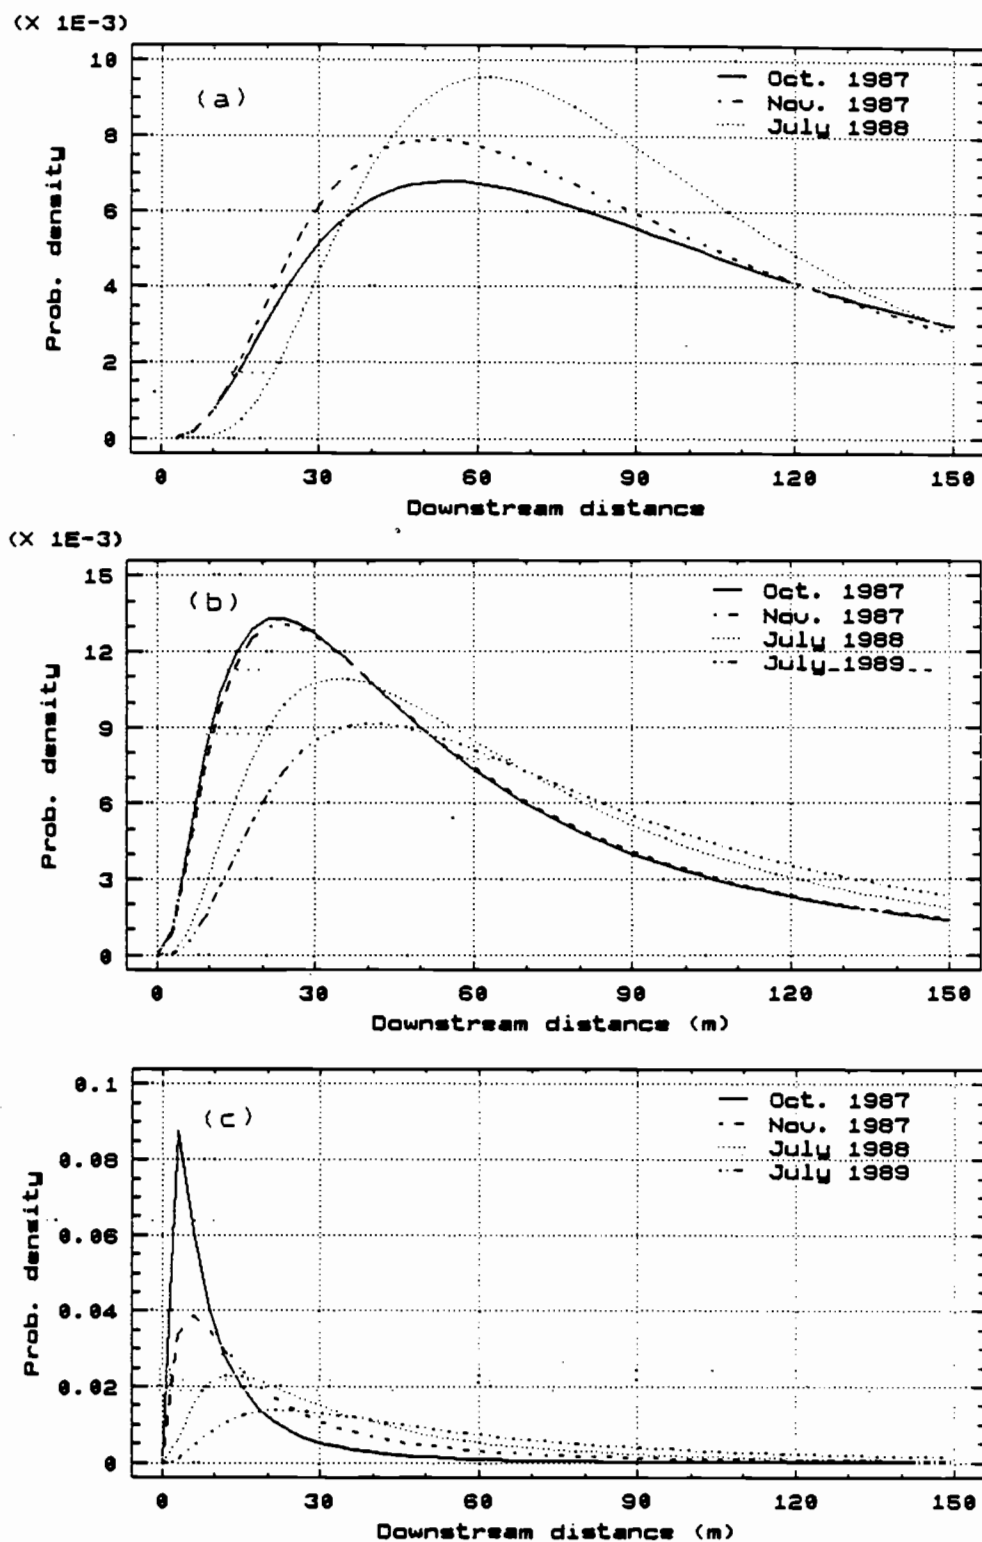 (X 1E-3)
10
8
6
4
2
0
Prob. density
(a)
Oct. 1987
Nov. 1987
July 1988
0 30 60 90 120 150
Downstream distance
(X 1E-3)
15
12
9
6
3
0
Prob. density
(b)
Oct. 1987
Nov. 1987
July 1988
July 1989
0 30 60 90 120 150
Downstream distance (m)
0.1
0.08
0.06
0.04
0.02
0
Prob. density
(c)
Oct. 1987
Nov. 1987
July 1988
July 1989
0 30 60 90 120 150
Downstream distance (m)